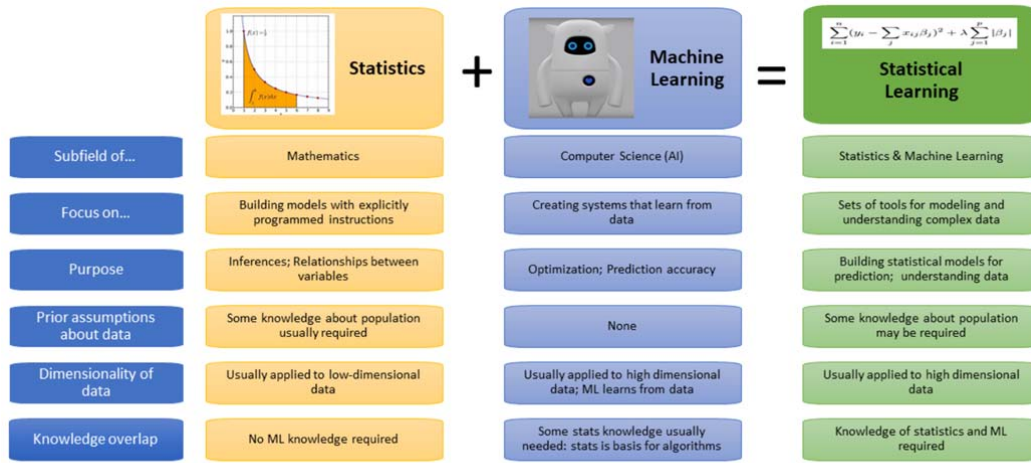 f(x)=
∫ f(x)dx
Statistics
+
Machine
Learning
=
∑(yᵢ − ∑ xᵢⱼβⱼ)² + λ ∑|βⱼ|
Statistical
Learning
Subfield of...
Mathematics
Computer Science (AI)
Statistics & Machine Learning
Focus on...
Building models with explicitly
programmed instructions
Creating systems that learn from
data
Sets of tools for modeling and
understanding complex data
Purpose
Inferences; Relationships between
variables
Optimization; Prediction accuracy
Building statistical models for
prediction; understanding data
Prior assumptions
about data
Some knowledge about population
usually required
None
Some knowledge about population
may be required
Dimensionality of
data
Usually applied to low-dimensional
data
Usually applied to high dimensional
data; ML learns from data
Usually applied to high dimensional
data
Knowledge overlap
No ML knowledge required
Some stats knowledge usually
needed: stats is basis for algorithms
Knowledge of statistics and ML
required